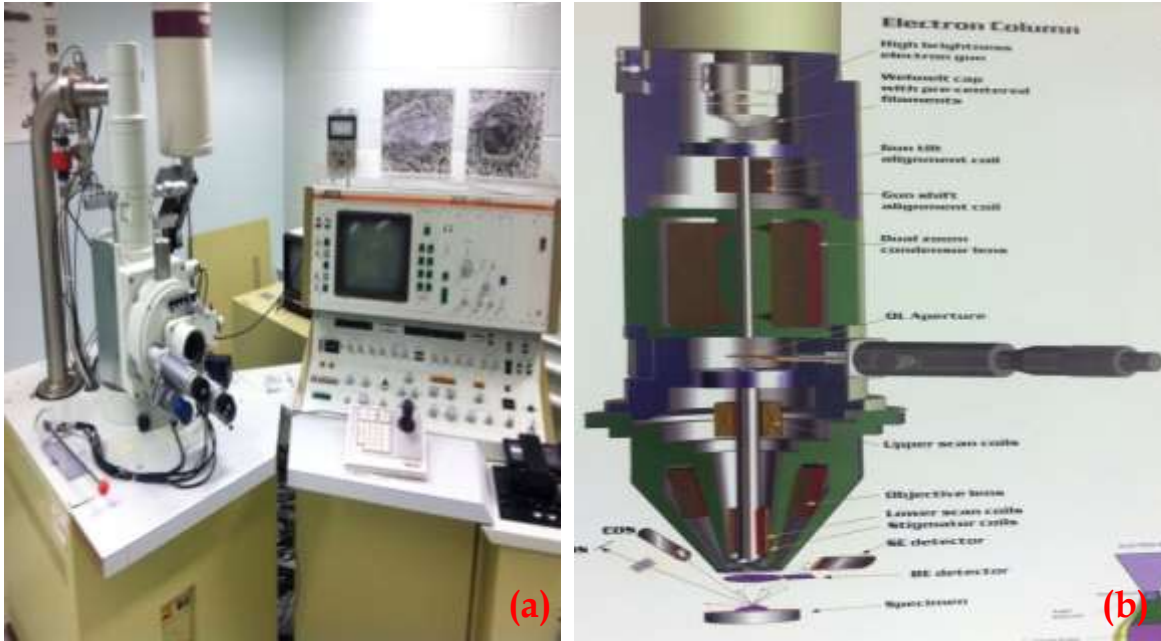 (a)
Electron Column
High brightness
electron gun
Wehnelt cap
with pre-centered
filaments
Gun tilt
alignment coil
Gun shift
alignment coil
Dual zoom
condenser lens
OL Aperture
Upper scan coils
Objective lens
Lower scan coils
Stigmator coils
EDS
SE detector
BE detector
Specimen
(b)